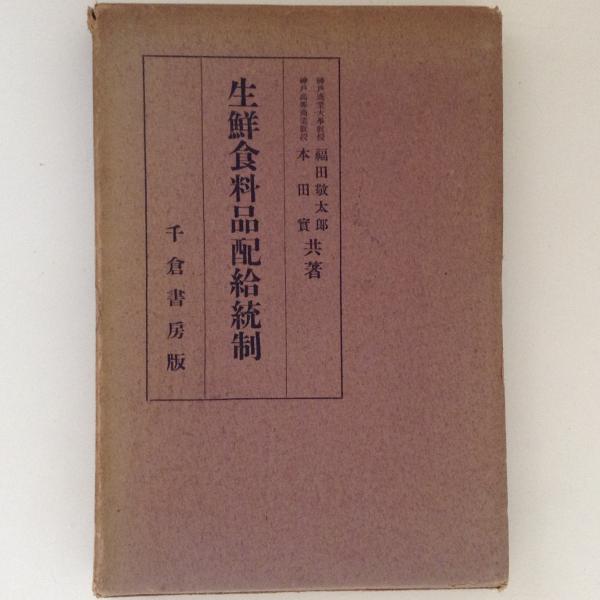 神戸商業大学教授 福田敬太郎
神戸高等商業教授 本田實
共著
生鮮食料品配給統制
千倉書房版